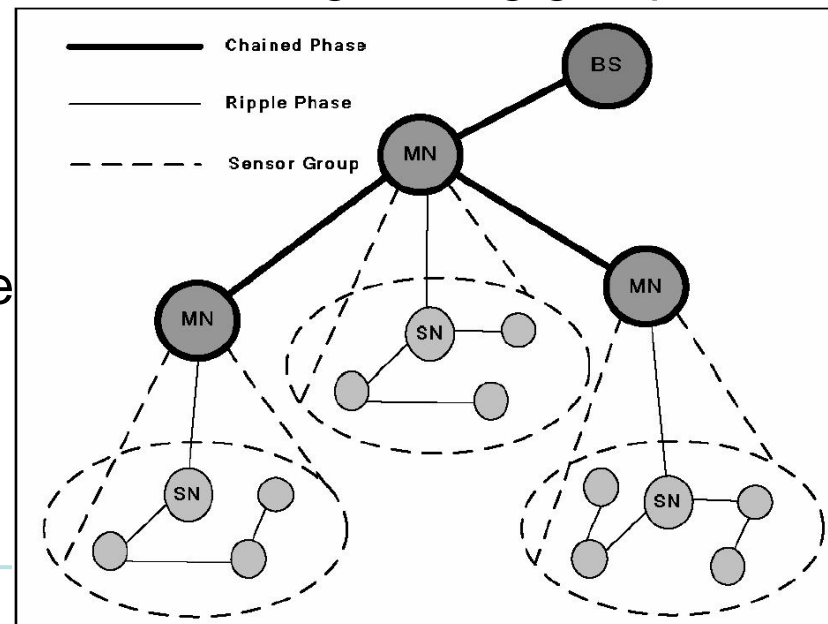 Chained Phase
BS
Ripple Phase
MN
Sensor Group
MN
e
MN
SN
SN
SN